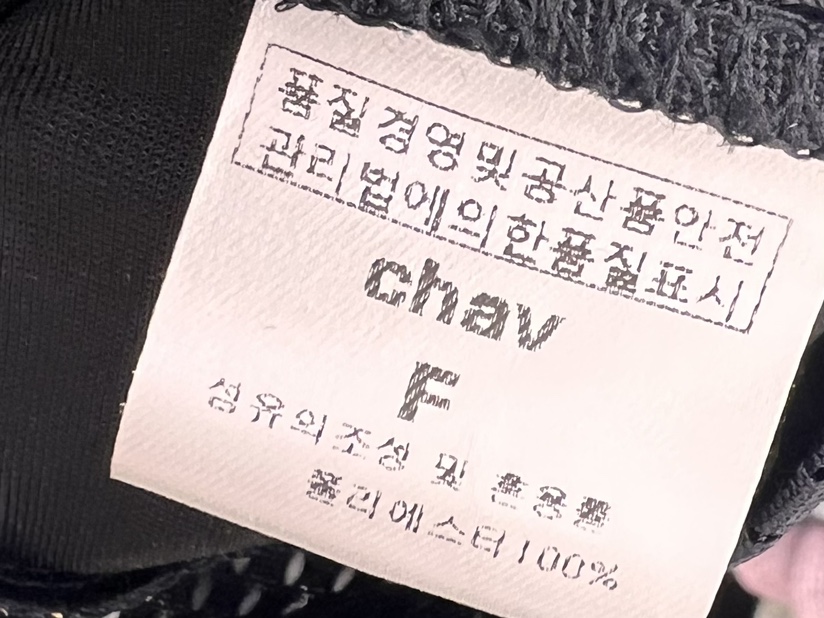 품질경영및공산품안전
관리법에의한품질표시
chav
F
섬유의조성 및 혼용률
폴리에스터100%